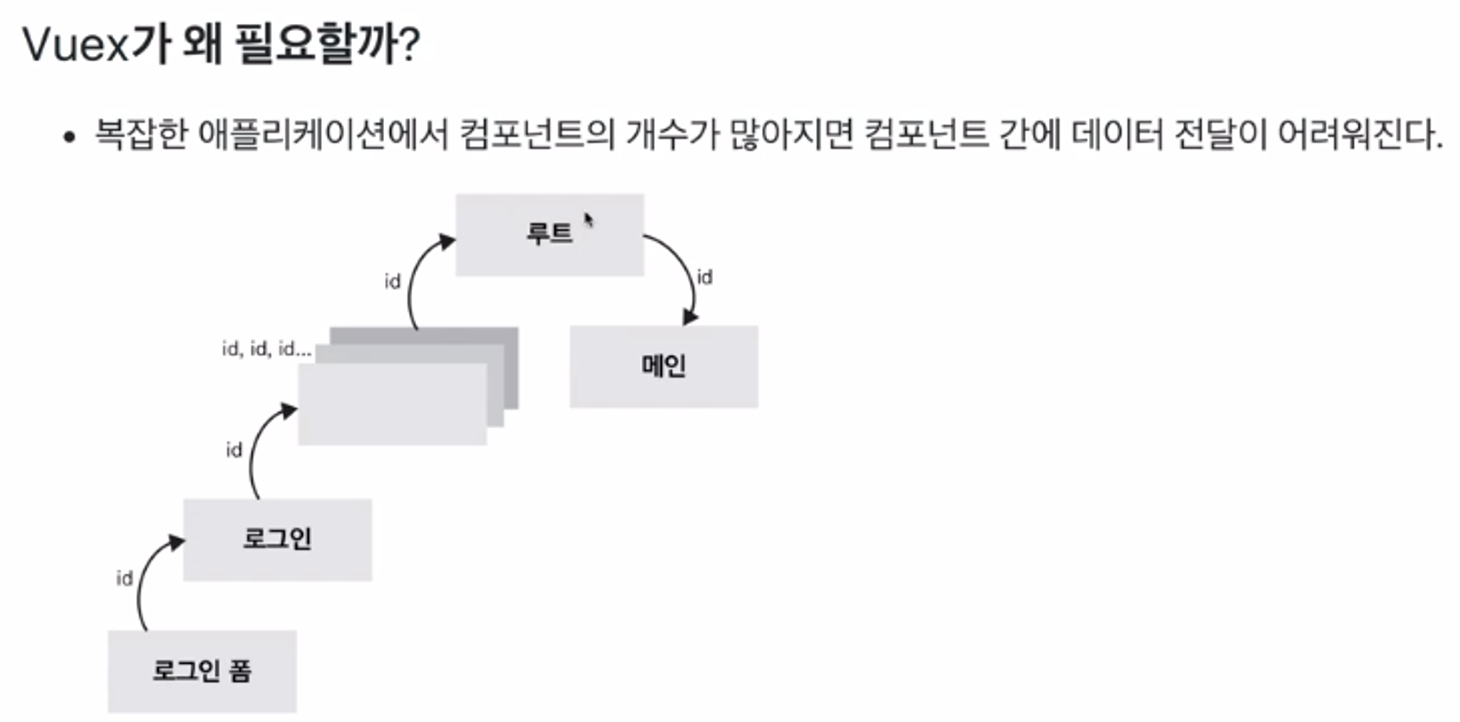 Vuex가 왜 필요할까?
• 복잡한 애플리케이션에서 컴포넌트의 개수가 많아지면 컴포넌트 간에 데이터 전달이 어려워진다.
루트
id
id
id, id, id...
메인
id
로그인
id
로그인 폼